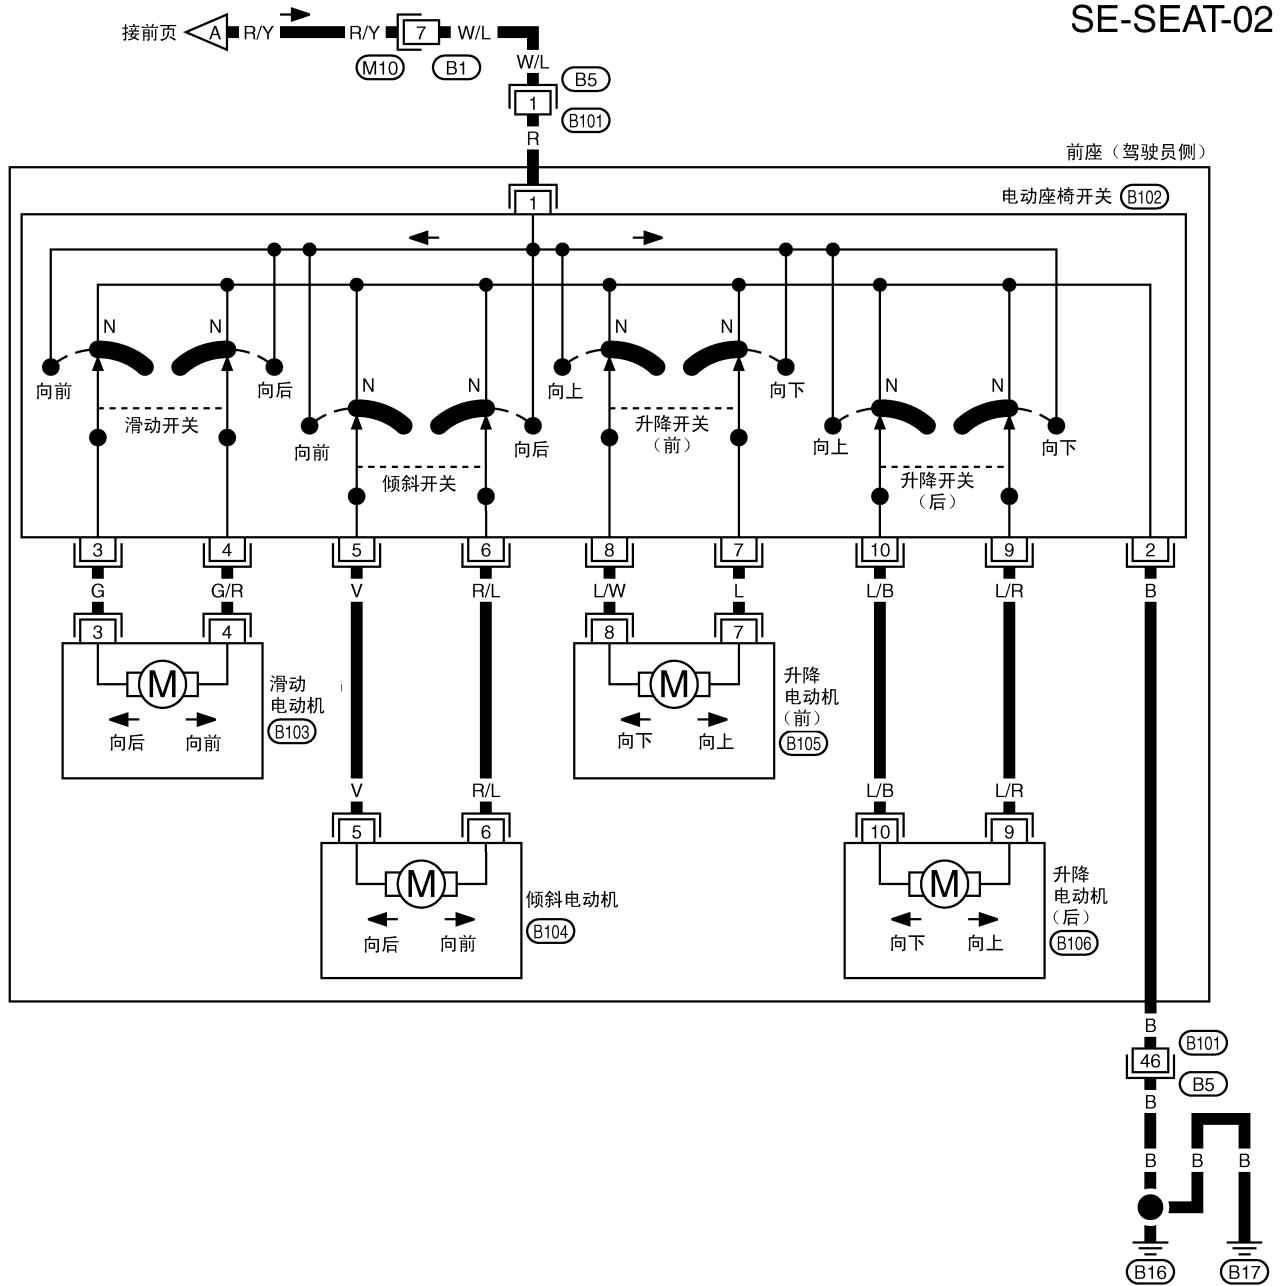 SE-SEAT-02
接前页 A R/Y R/Y 7 W/L
M10 B1
W/L
B5
1
B101
R
前座（驾驶员侧）
电动座椅开关 B102
1
N N N N
向前 向后 向上 向下
N N N N
滑动开关 升降开关（前）
向前 向后 向上 向下
倾斜开关 升降开关（后）
3 4 5 6 8 7 10 9 2
G G/R V R/L L/W L L/B L/R B
3 4 8 7
M M
滑动电动机
B103
升降电动机（前）
B105
向后 向前 向下 向上
V R/L L/B L/R
5 6 10 9
M M
倾斜电动机
B104
升降电动机（后）
B106
向后 向前 向下 向上
B
B101
46
B5
B
B B B
B16 B17